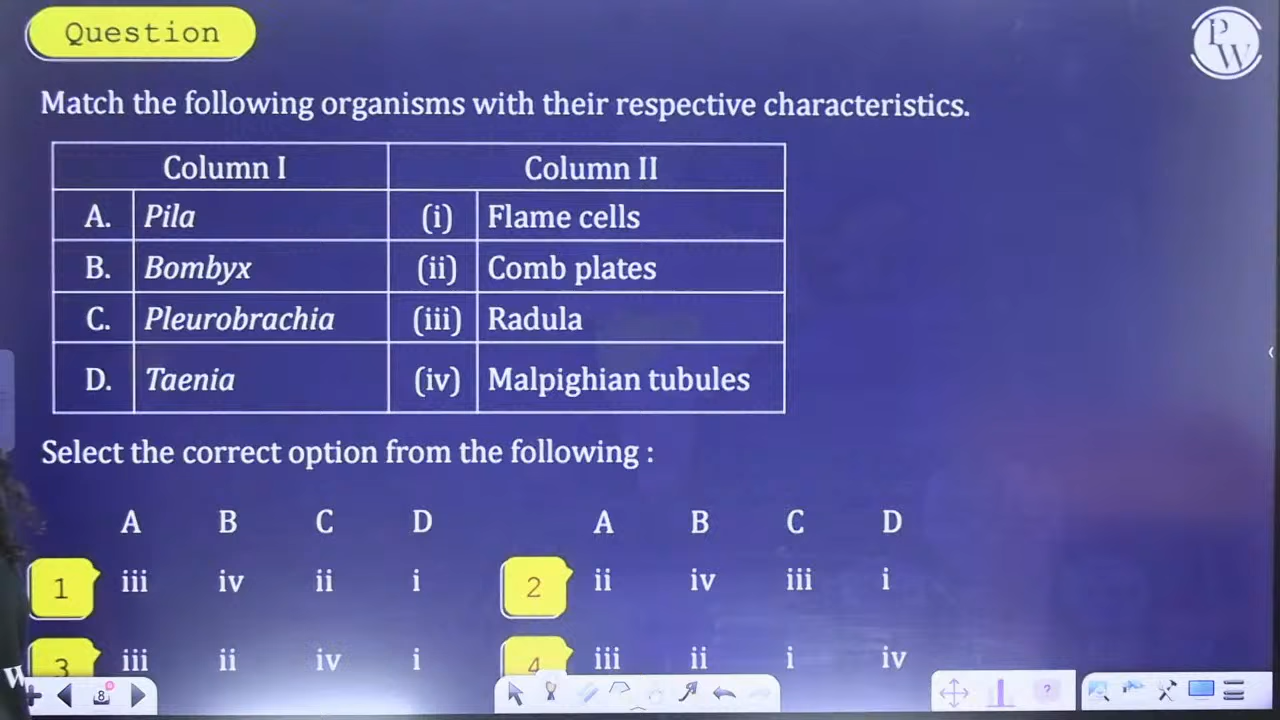 Question
PW
Match the following organisms with their respective characteristics.
Column I Column II
A. Pila (i) Flame cells
B. Bombyx (ii) Comb plates
C. Pleurobrachia (iii) Radula
D. Taenia (iv) Malpighian tubules
Select the correct option from the following :
A B C D A B C D
1 iii iv ii i 2 ii iv iii i
3 iii ii iv i 4 iii ii i iv
W
8 ?